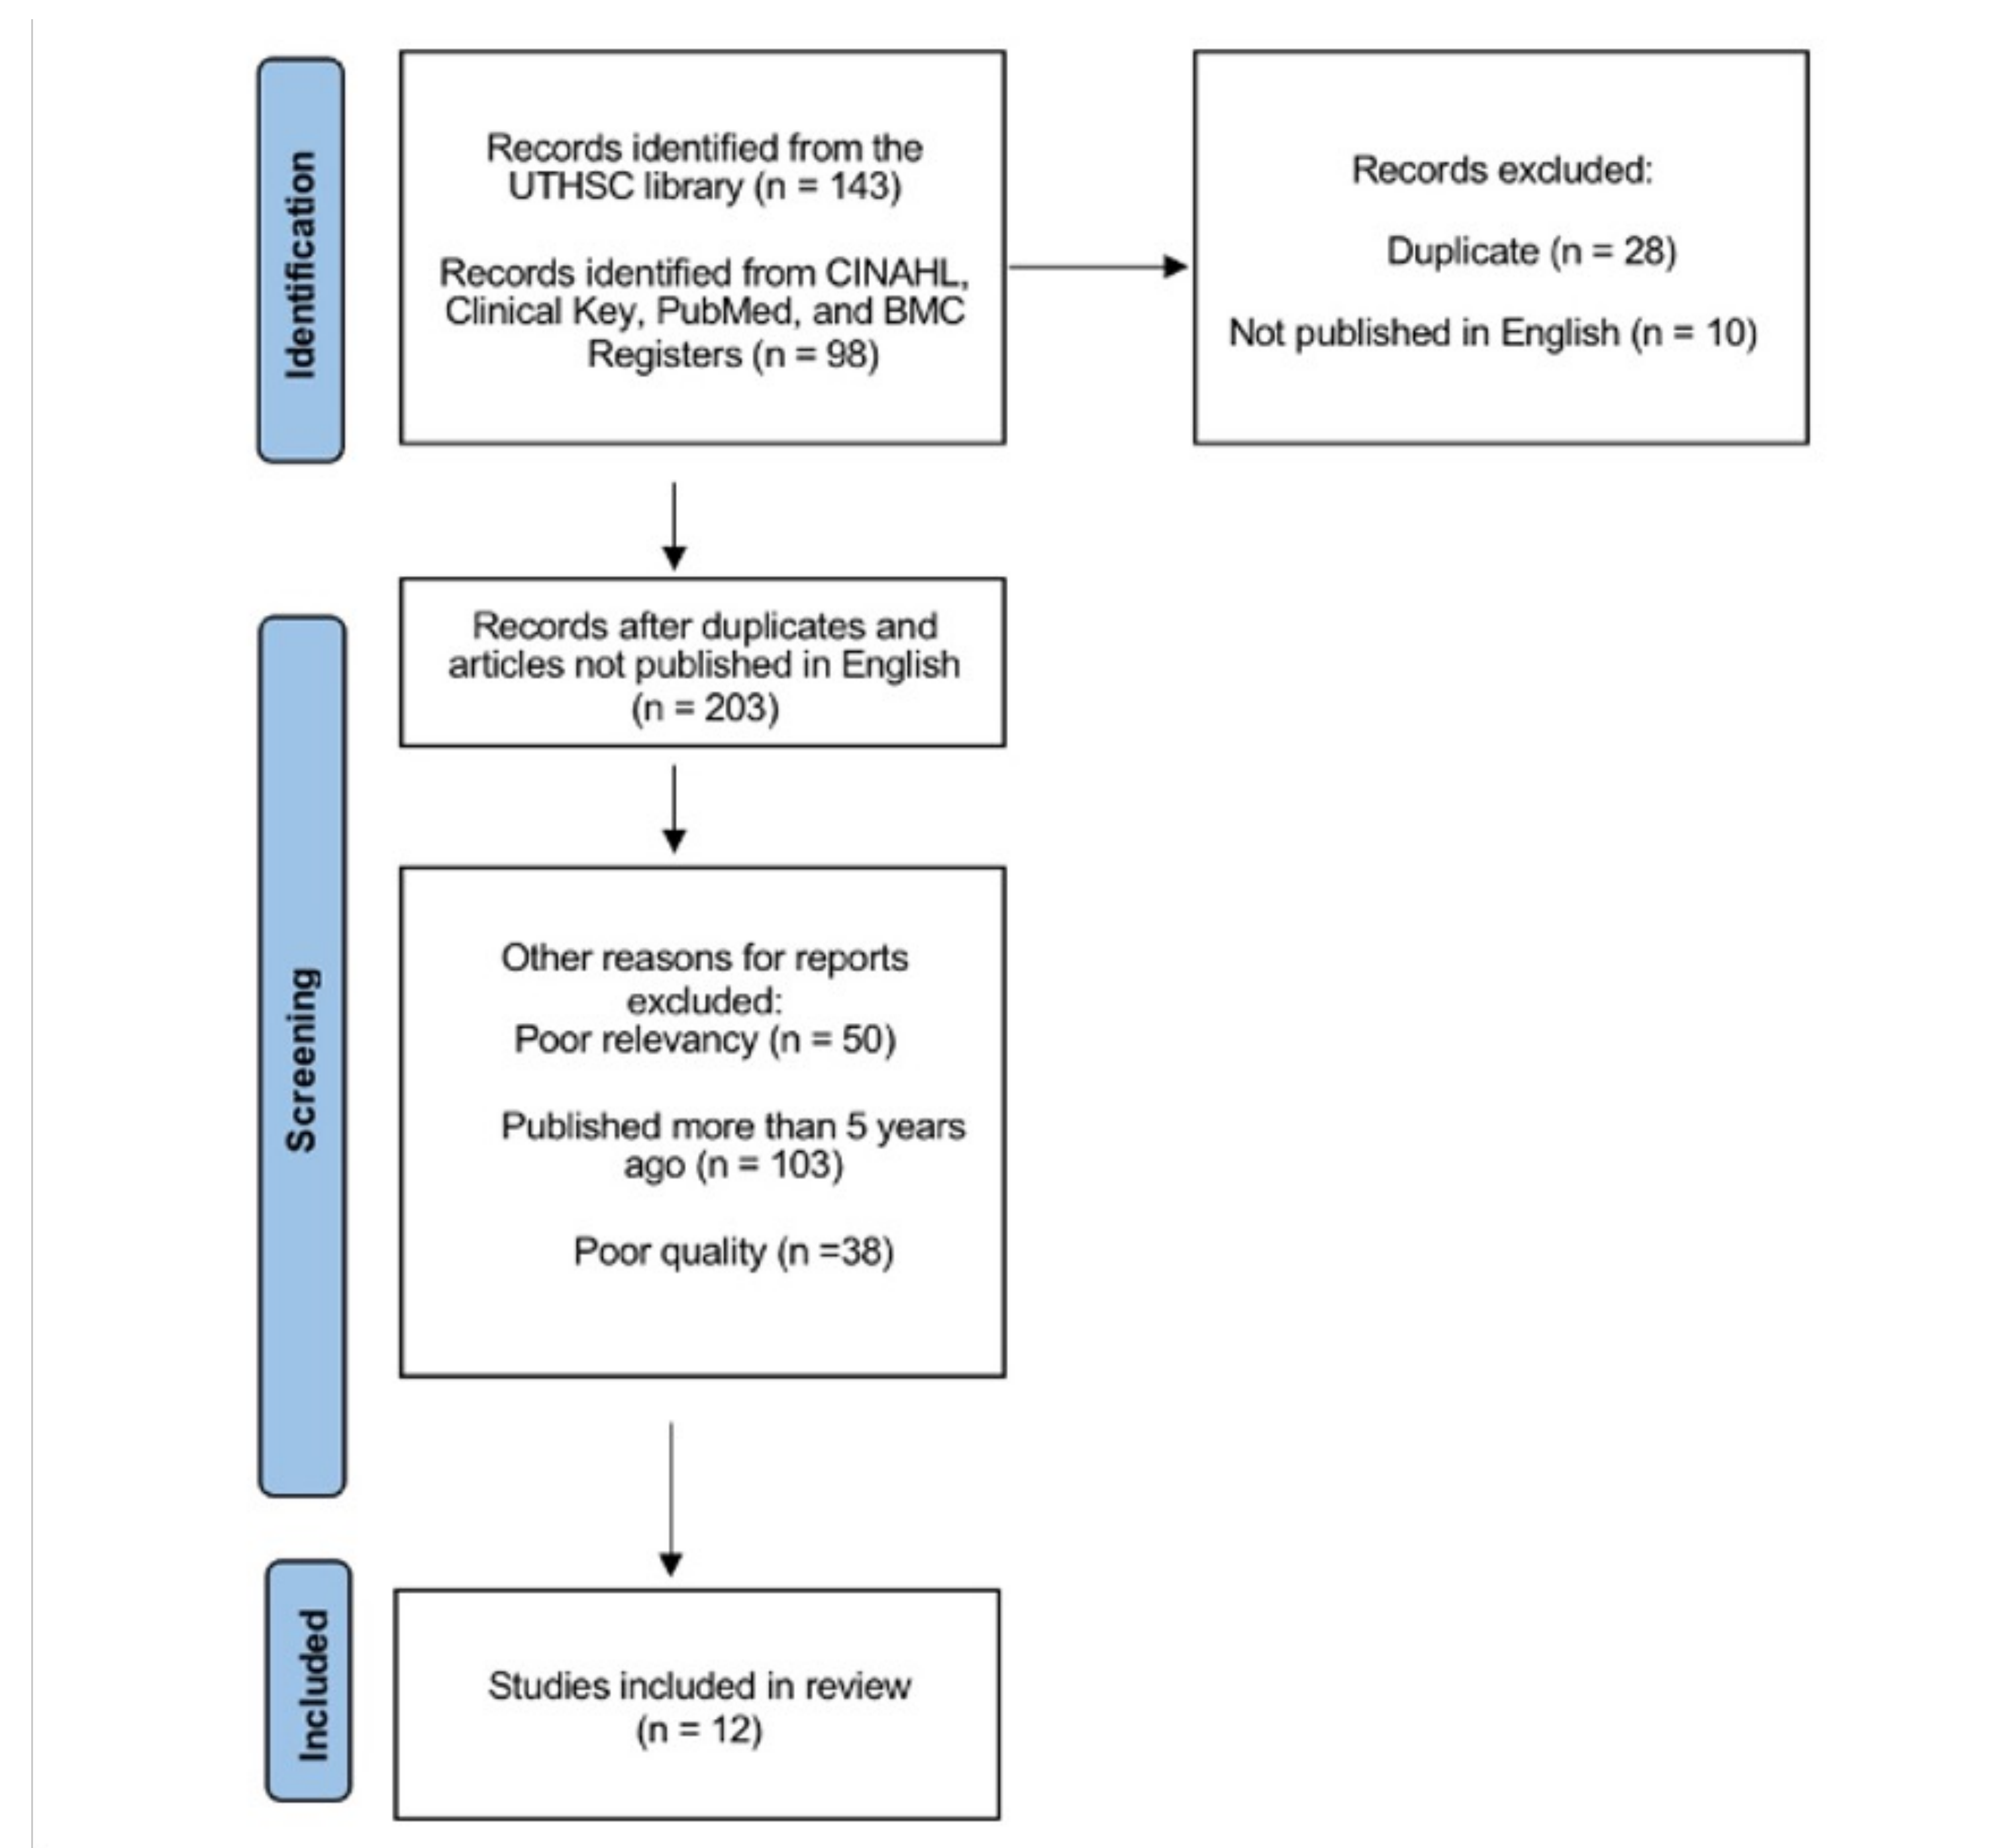 Identification
Records identified from the
UTHSC library (n = 143)
Records identified from CINAHL,
Clinical Key, PubMed, and BMC
Registers (n = 98)
Records excluded:
Duplicate (n = 28)
Not published in English (n = 10)
Screening
Records after duplicates and
articles not published in English
(n = 203)
Other reasons for reports
excluded:
Poor relevancy (n = 50)
Published more than 5 years
ago (n = 103)
Poor quality (n =38)
Included
Studies included in review
(n = 12)